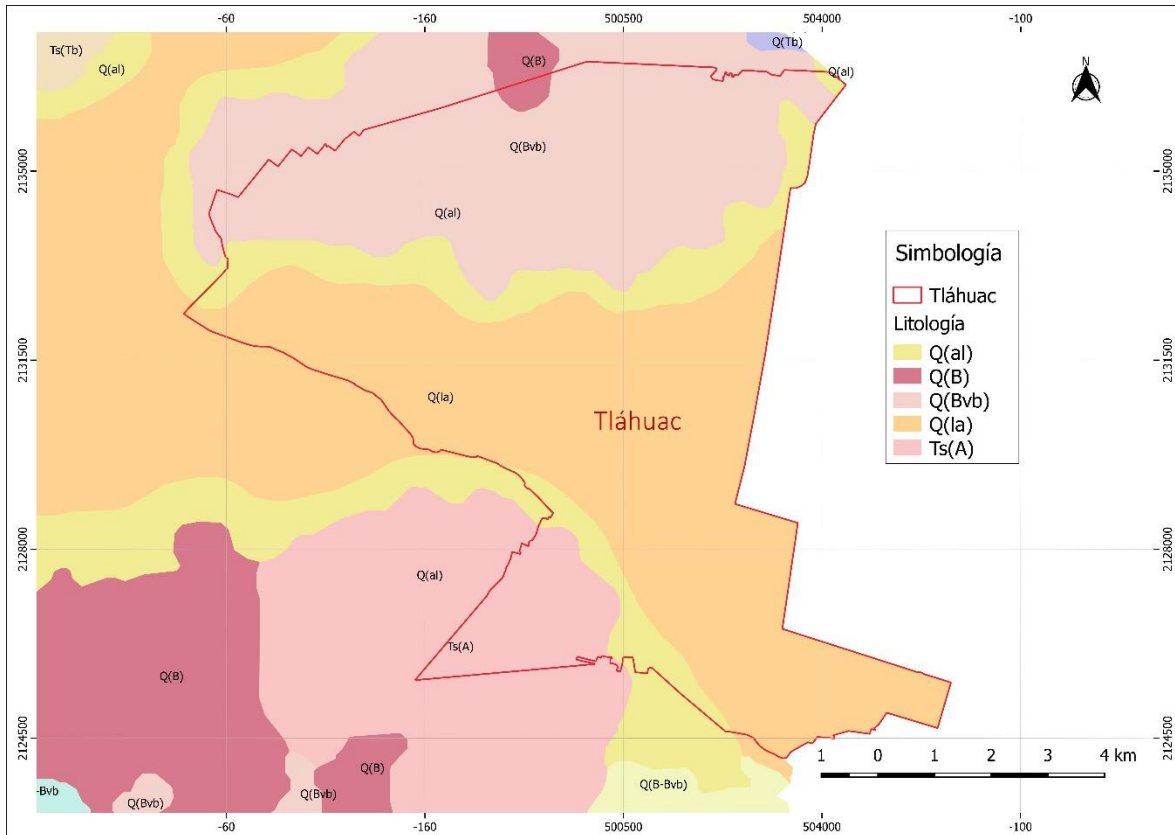 -60 -160 500500 504000 -100
Ts(Tb)
Q(al)
Q(B)
Q(Tb)
Q(al)
N
Q(Bvb)
2135000
2135000
Q(al)
Simbología
Tláhuac
Litología
Q(al)
Q(B)
Q(Bvb)
Q(la)
Ts(A)
2131500
2131500
Q(la)
Tláhuac
2128000
2128000
Q(al)
Ts(A)
Q(B)
2124500
2124500
Q(B)
Q(B-Bvb)
-Bvb
Q(Bvb)
Q(Bvb)
1 0 1 2 3 4 km
-60 -160 500500 504000 -100